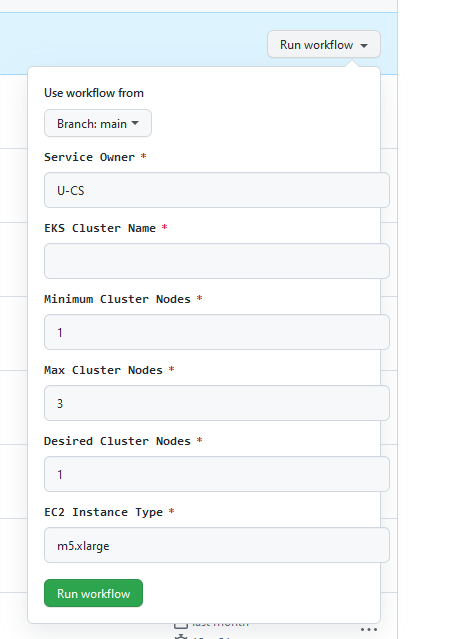 Run workflow
Use workflow from
Branch: main
Service Owner *
U-CS
EKS Cluster Name *
Minimum Cluster Nodes *
1
Max Cluster Nodes *
3
Desired Cluster Nodes *
1
EC2 Instance Type *
m5.xlarge
Run workflow
last month